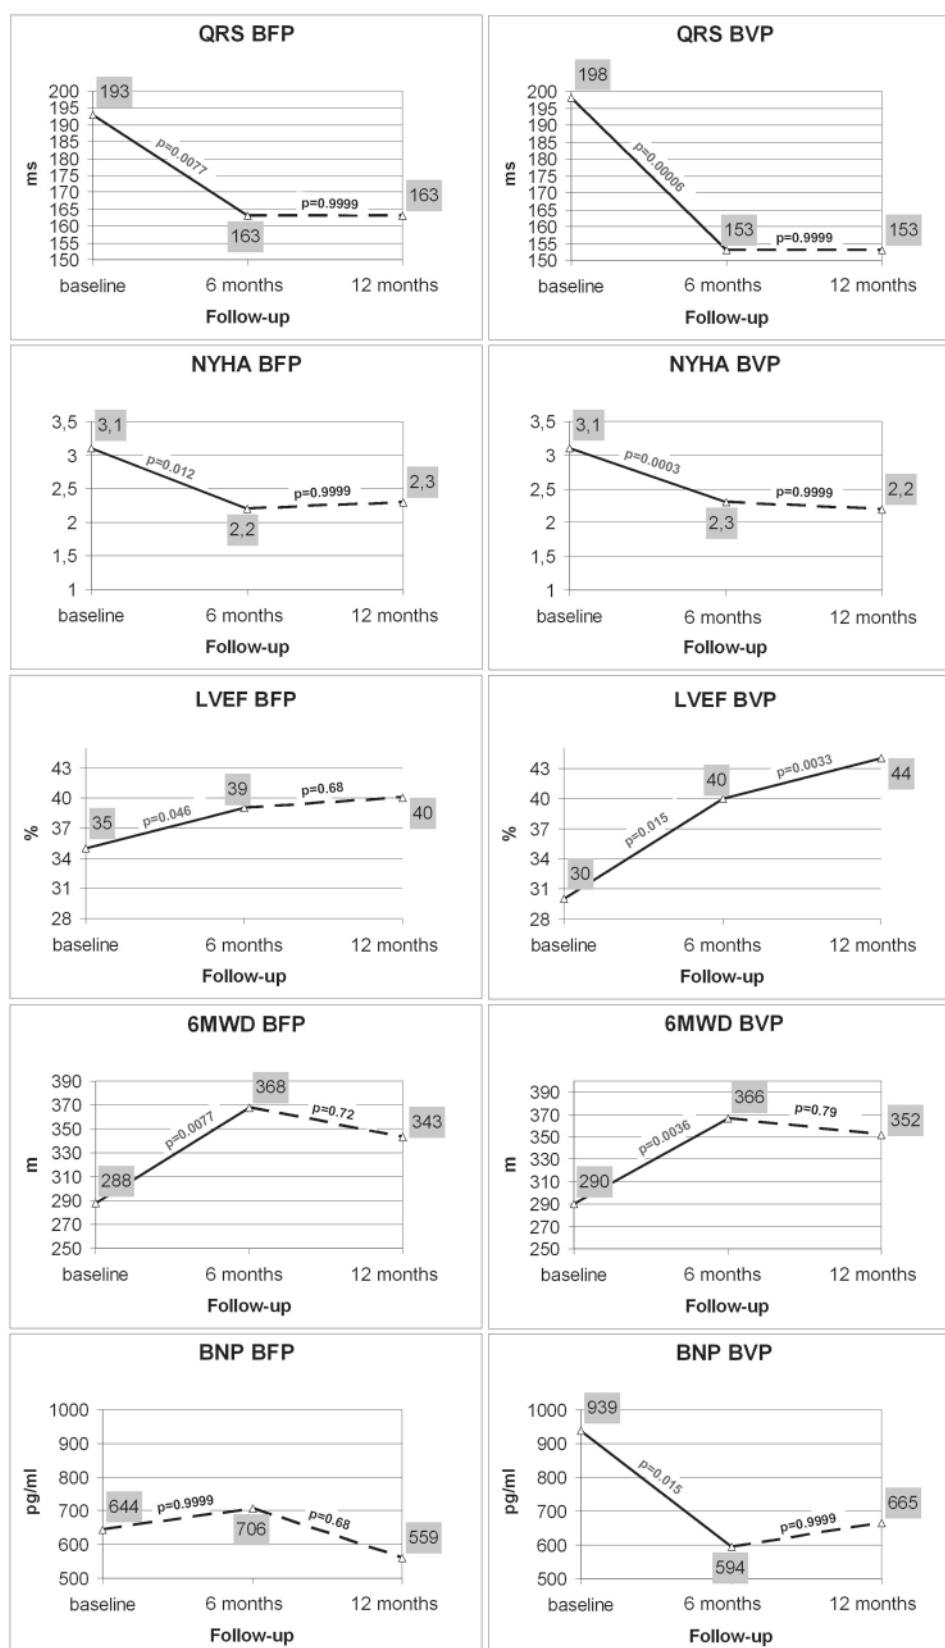 QRS BFP
193
ms
200
195
190
185
180
175
170
165
160
155
150
p=0.0077
p=0.9999
163
163
baseline 6 months 12 months
Follow-up
QRS BVP
198
ms
200
195
190
185
180
175
170
165
160
155
150
p=0.00006
153
p=0.9999
153
baseline 6 months 12 months
Follow-up
NYHA BFP
3,5
3
2,5
2
1,5
1
3,1
p=0.012
2,2
p=0.9999
2,3
baseline 6 months 12 months
Follow-up
NYHA BVP
3,5
3
2,5
2
1,5
1
3,1
p=0.0003
2,3
p=0.9999
2,2
baseline 6 months 12 months
Follow-up
LVEF BFP
%
43
40
37
34
31
28
35
p=0.046
39
p=0.68
40
baseline 6 months 12 months
Follow-up
LVEF BVP
%
43
40
37
34
31
28
30
p=0.015
40
p=0.0033
44
baseline 6 months 12 months
Follow-up
6MWD BFP
m
390
370
350
330
310
290
270
250
288
p=0.0077
368
p=0.72
343
baseline 6 months 12 months
Follow-up
6MWD BVP
m
390
370
350
330
310
290
270
250
290
p=0.0036
366
p=0.79
352
baseline 6 months 12 months
Follow-up
BNP BFP
pg/ml
1000
900
800
700
600
500
644
p=0.9999
706
p=0.68
559
baseline 6 months 12 months
Follow-up
BNP BVP
pg/ml
1000
900
800
700
600
500
939
p=0.015
594
p=0.9999
665
baseline 6 months 12 months
Follow-up